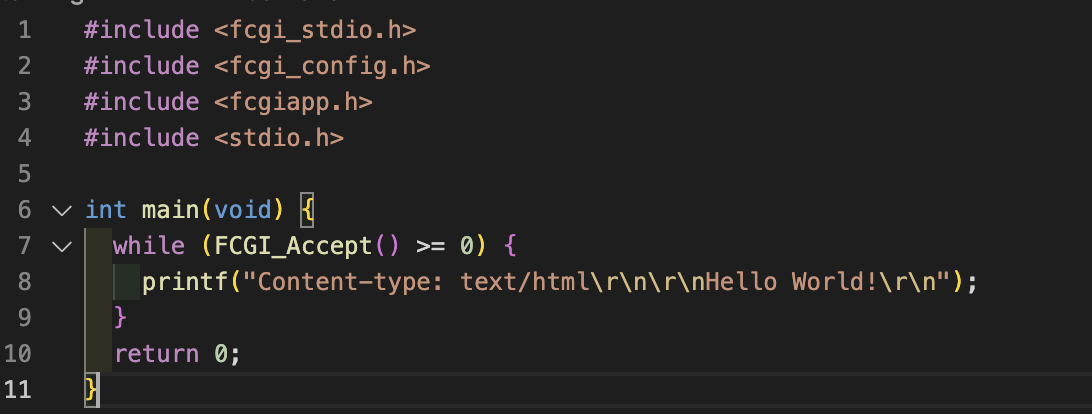 1 #include <fcgi_stdio.h>
2 #include <fcgi_config.h>
3 #include <fcgiapp.h>
4 #include <stdio.h>
5
6 int main(void) {
7   while (FCGI_Accept() >= 0) {
8     printf("Content-type: text/html\r\n\r\nHello World!\r\n");
9   }
10   return 0;
11 }